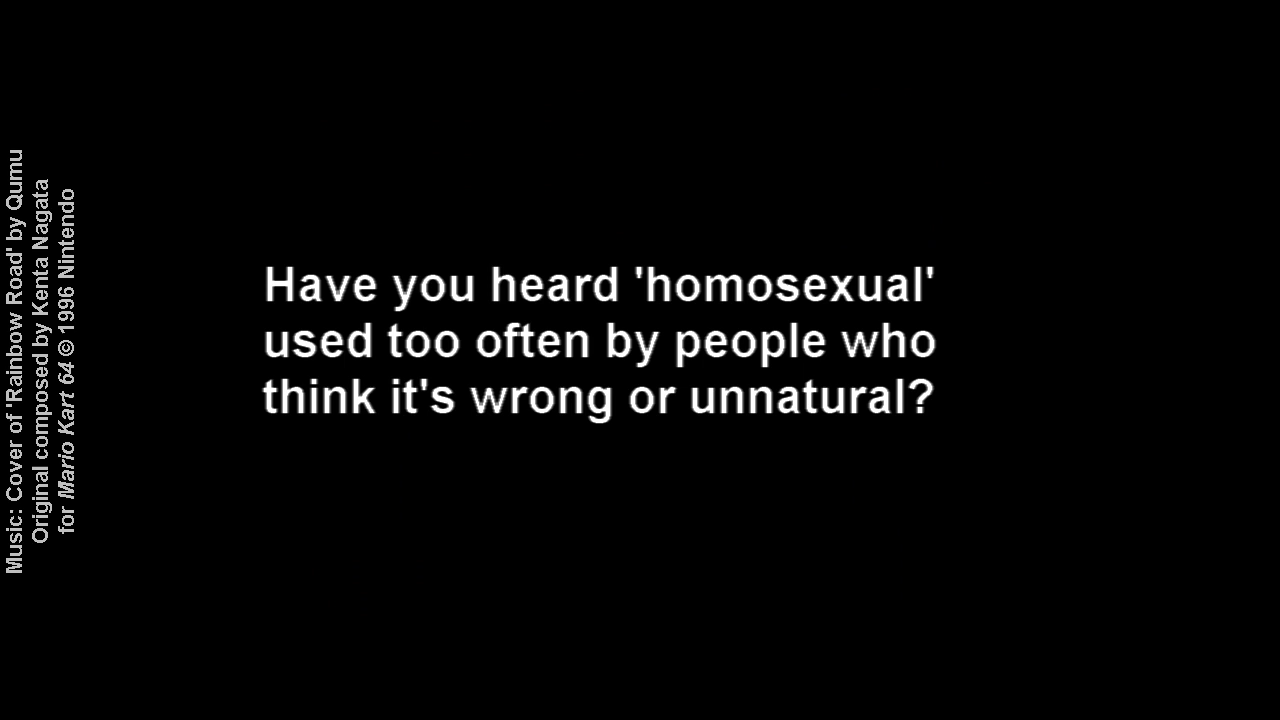 Music: Cover of 'Rainbow Road' by Qumu
Original composed by Kenta Nagata
for Mario Kart 64 © 1996 Nintendo
Have you heard 'homosexual'
used too often by people who
think it's wrong or unnatural?